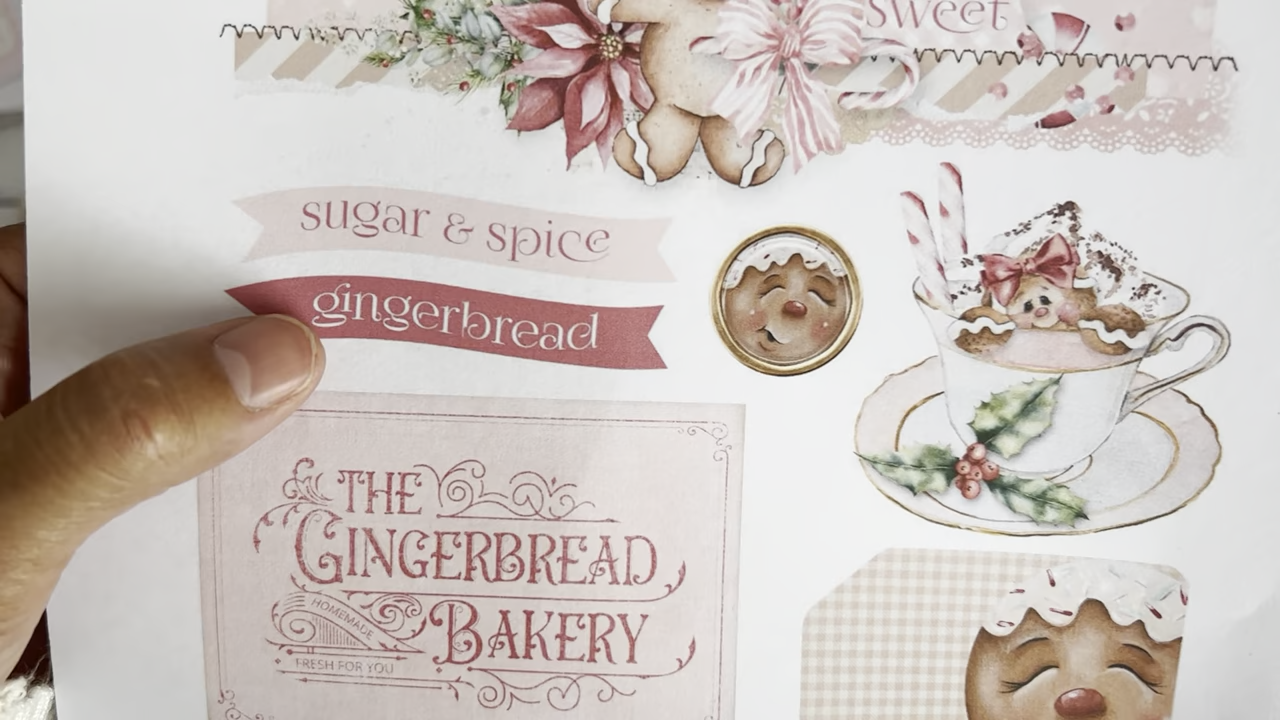 sweet
sugar & spice
gingerbread
THE
GINGERBREAD
HOMEMADE
BAKERY
FRESH FOR YOU